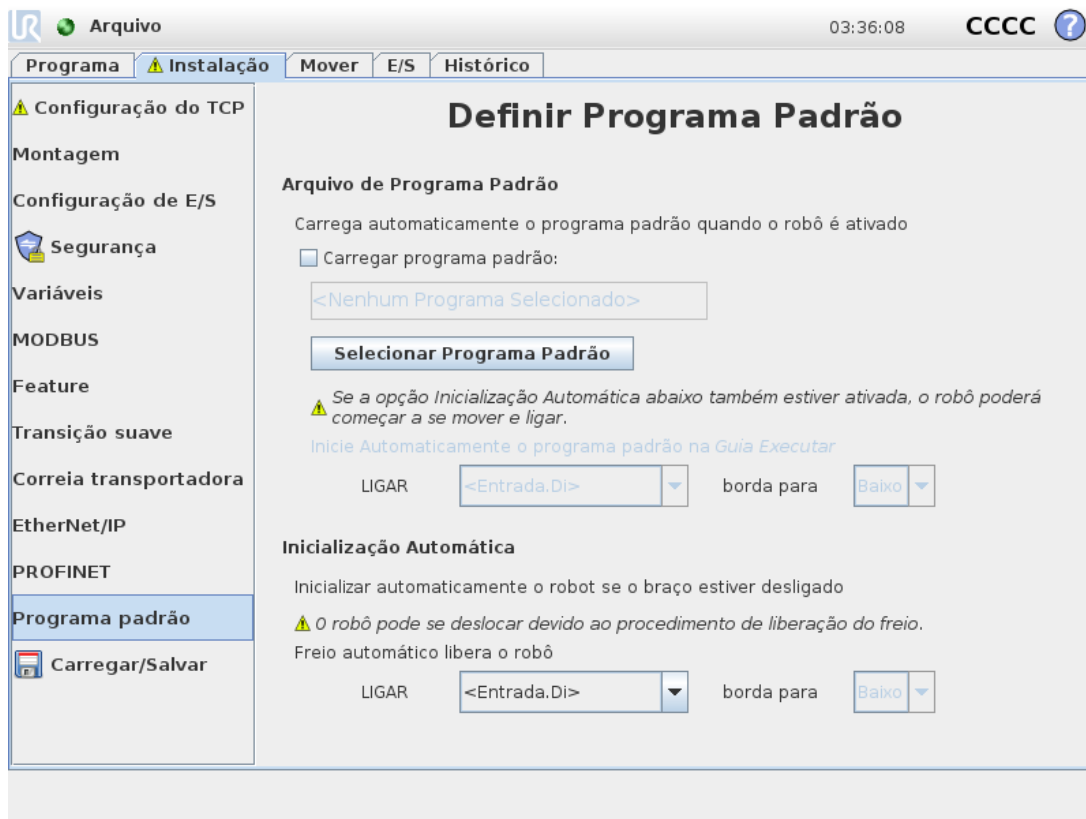 UR Arquivo 03:36:08 CCCC ?
Programa Instalação Mover E/S Histórico
Configuração do TCP
Montagem
Configuração de E/S
Segurança
Variáveis
MODBUS
Feature
Transição suave
Correia transportadora
EtherNet/IP
PROFINET
Programa padrão
Carregar/Salvar
Definir Programa Padrão
Arquivo de Programa Padrão
Carrega automaticamente o programa padrão quando o robô é ativado
Carregar programa padrão:
<Nenhum Programa Selecionado>
Selecionar Programa Padrão
Se a opção Inicialização Automática abaixo também estiver ativada, o robô poderá
começar a se mover e ligar.
Inicie Automaticamente o programa padrão na Guia Executar
LIGAR <Entrada.Di> borda para Baixo
Inicialização Automática
Inicializar automaticamente o robot se o braço estiver desligado
O robô pode se deslocar devido ao procedimento de liberação do freio.
Freio automático libera o robô
LIGAR <Entrada.Di> borda para Baixo